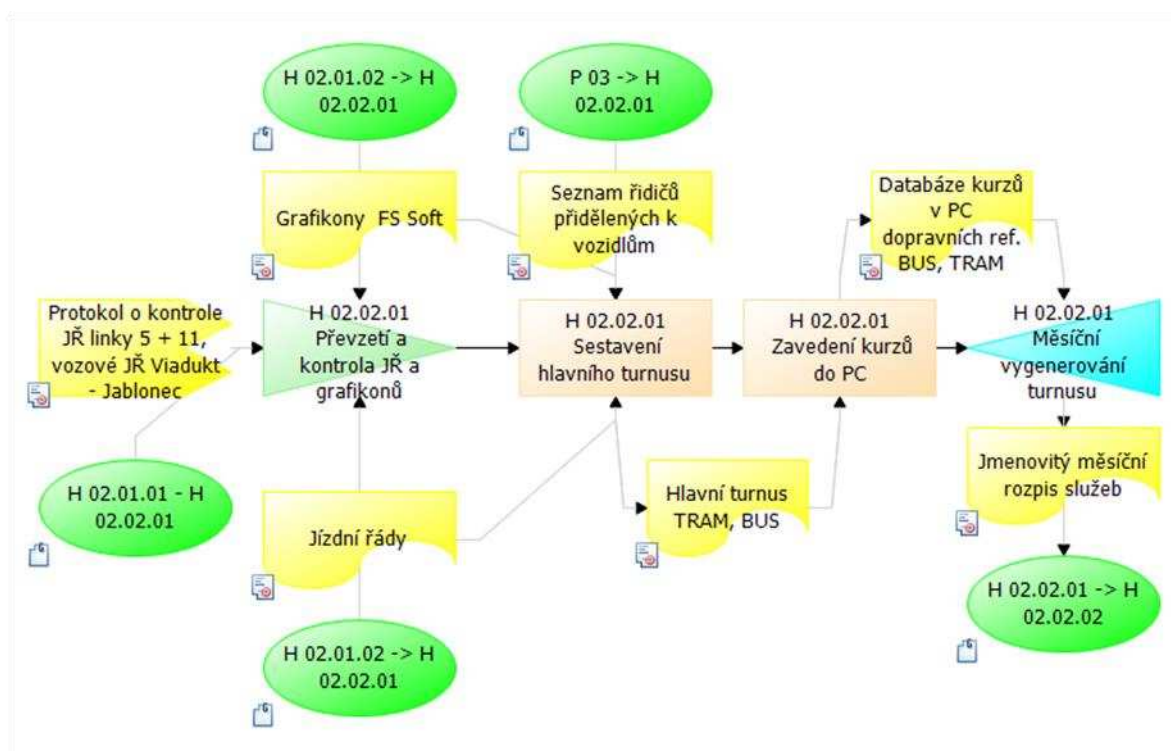 H 02.01.02 -> H
02.02.01
P 03 -> H
02.02.01
Grafikony FS Soft
Seznam řidičů
přidělených k
vozidlům
Databáze kurzů
v PC
dopravních ref.
BUS, TRAM
Protokol o kontrole
JŘ linky 5 + 11,
vozové JŘ Viadukt
- Jablonec
H 02.02.01
Převzetí a
kontrola JŘ a
grafikonů
H 02.02.01
Sestavení
hlavního turnusu
H 02.02.01
Zavedení kurzů
do PC
H 02.02.01
Měsíční
vygenerování
turnusu
H 02.01.01 - H
02.02.01
Jízdní řády
Hlavní turnus
TRAM, BUS
Jmenovitý měsíční
rozpis služeb
H 02.01.02 -> H
02.02.01
H 02.02.01 -> H
02.02.02